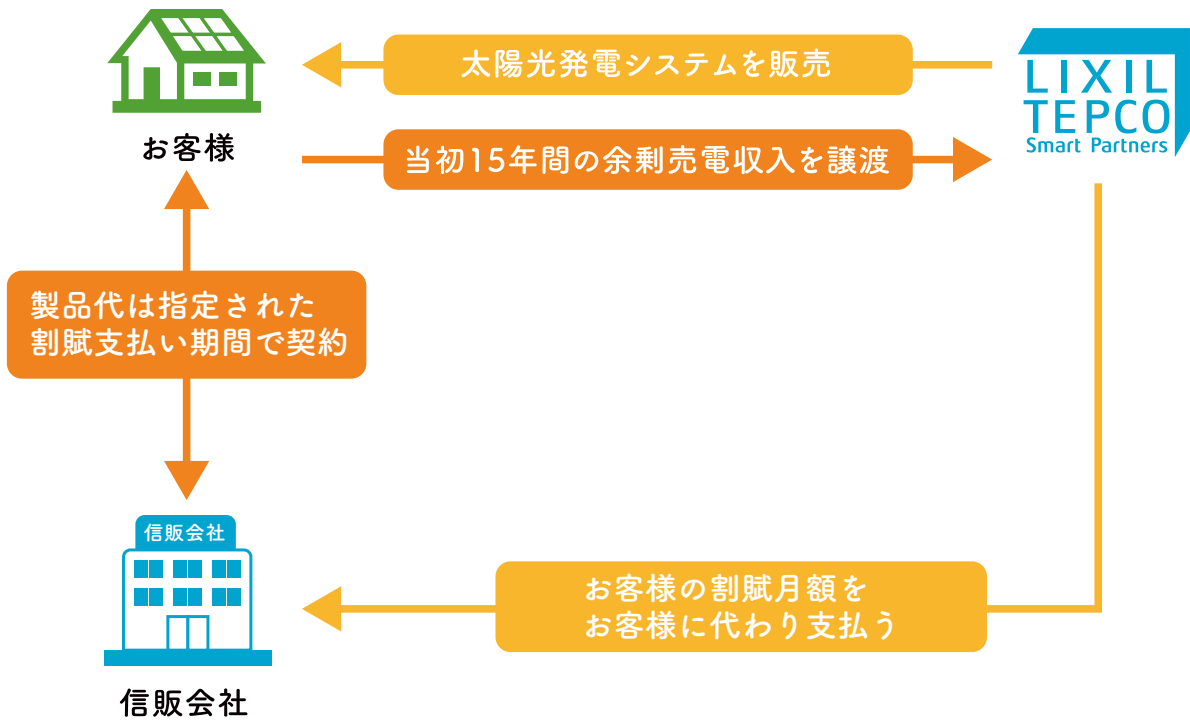 太陽光発電システムを販売
LIXIL
TEPCO
Smart Partners
お客様
当初15年間の余剰売電収入を譲渡
製品代は指定された
割賦支払い期間で契約
信販会社
お客様の割賦月額を
お客様に代わり支払う
信販会社